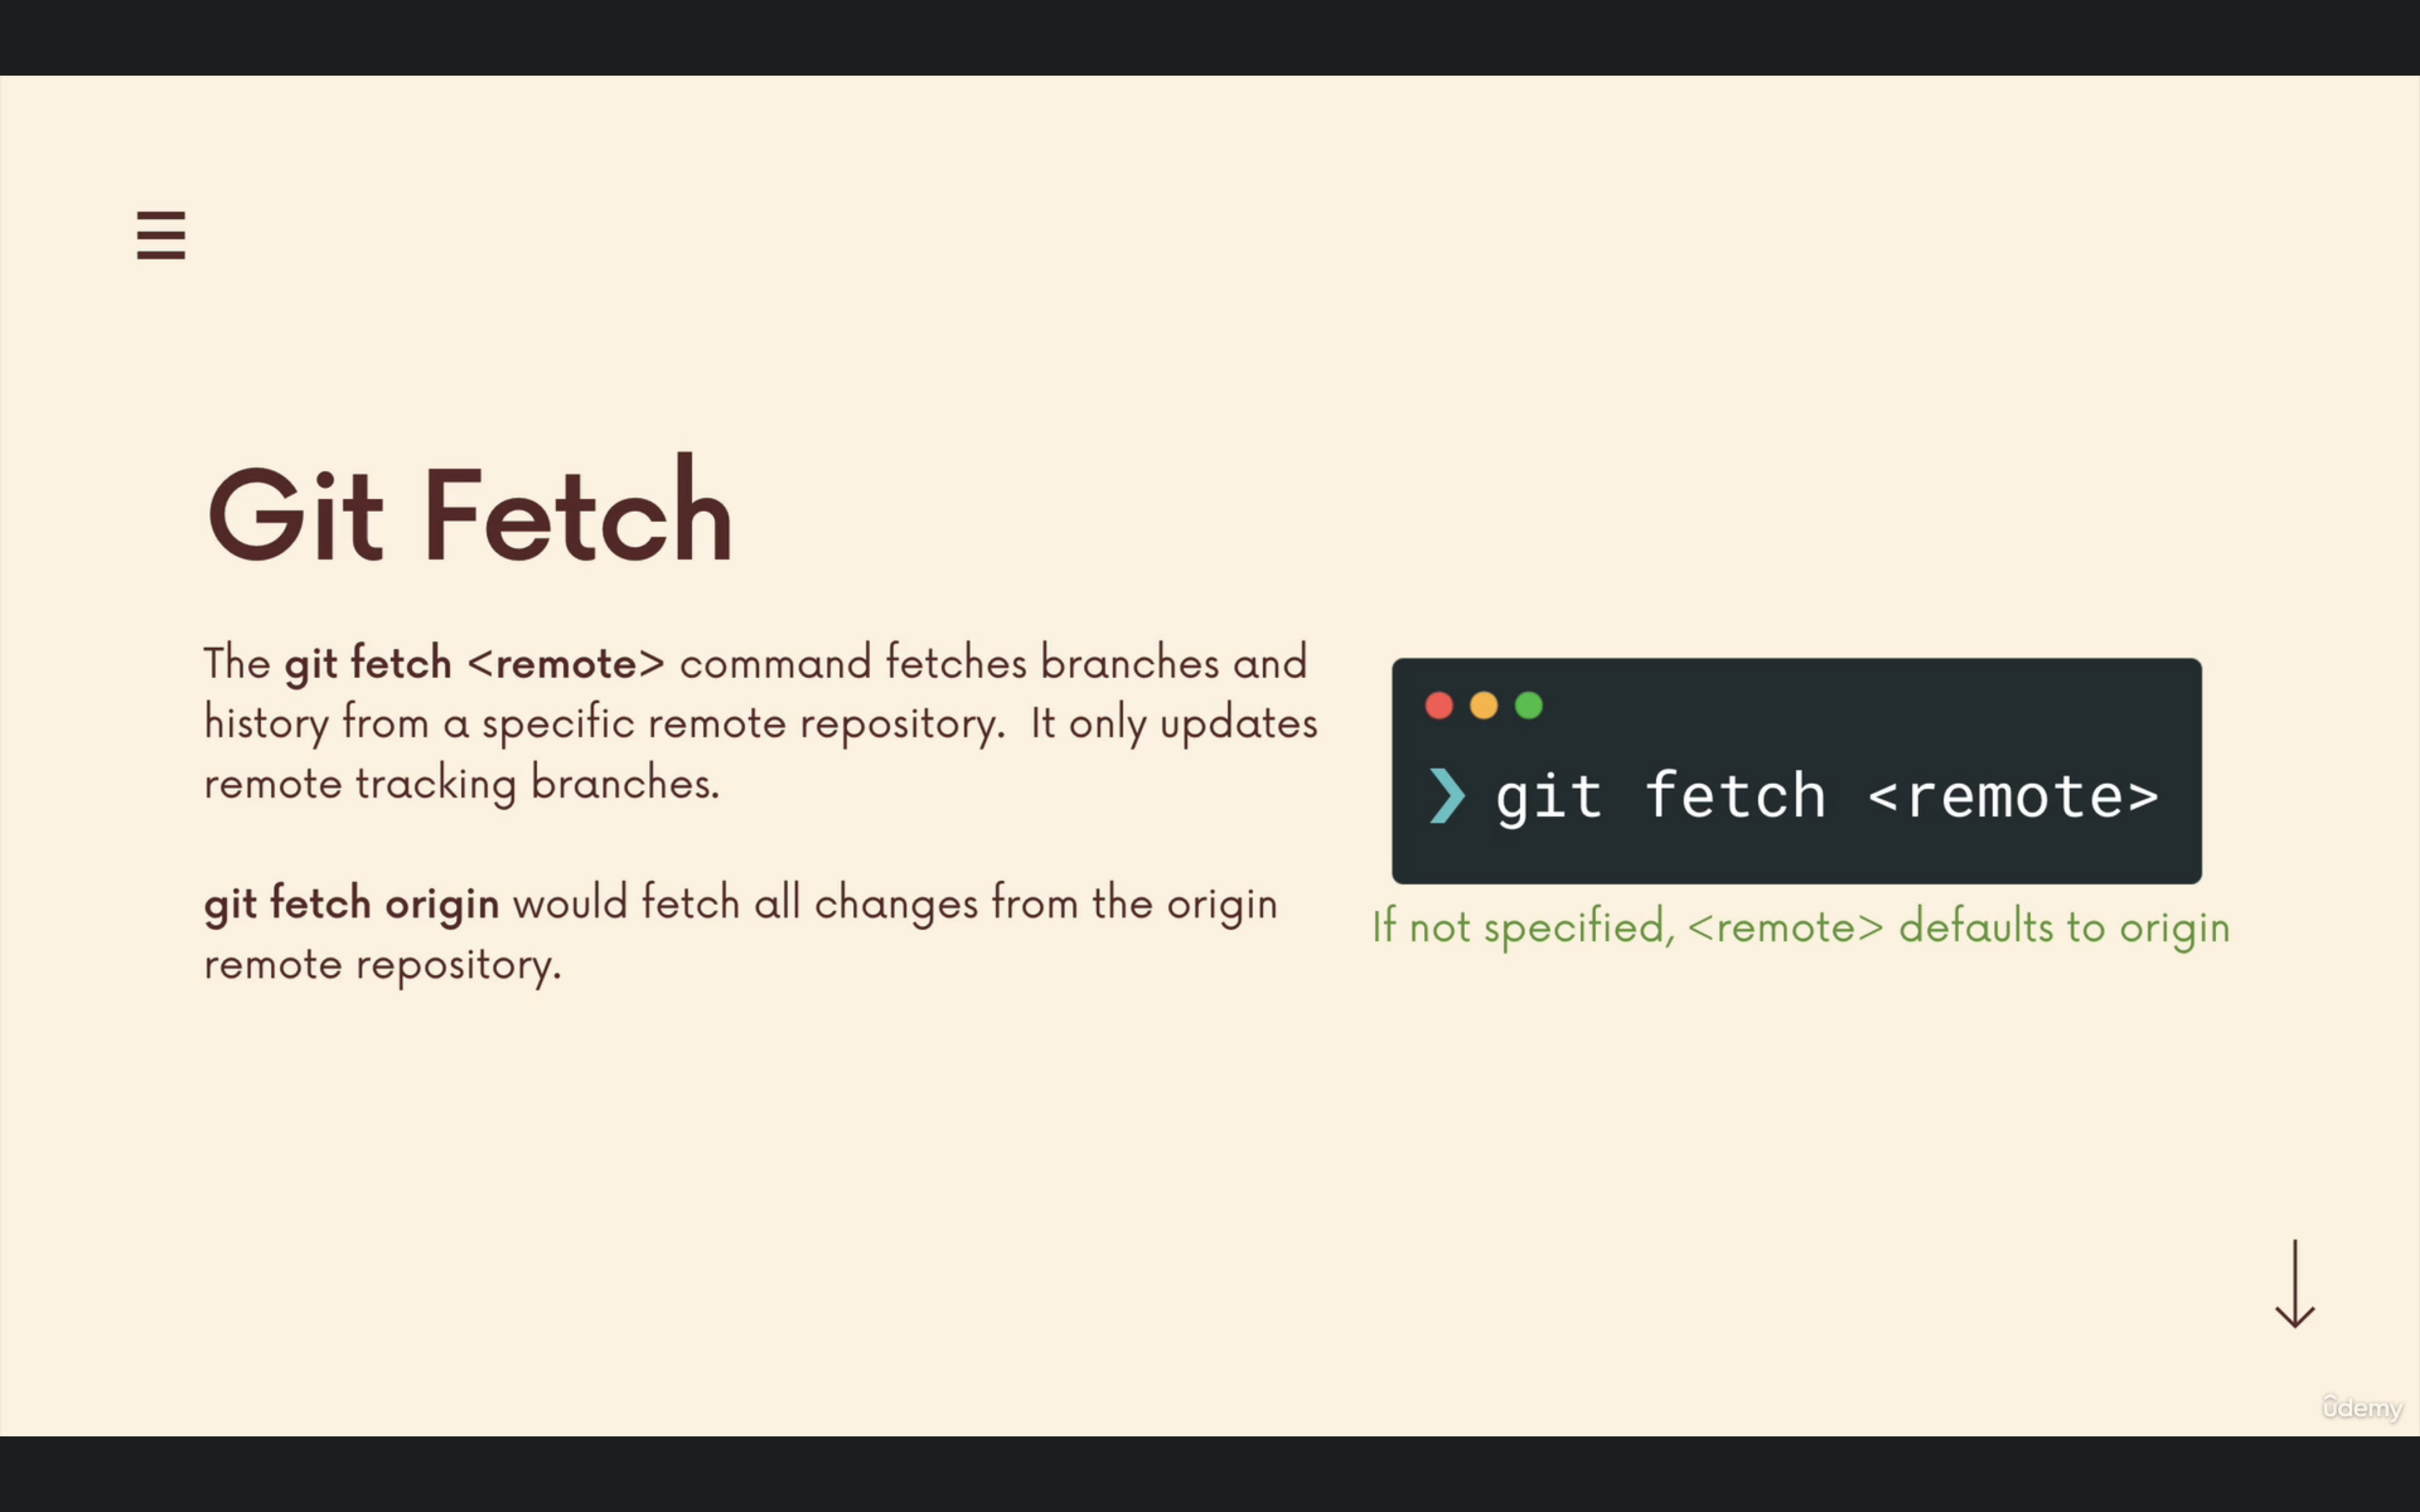 Git Fetch
The git fetch <remote> command fetches branches and
history from a specific remote repository.  It only updates
remote tracking branches.
git fetch origin would fetch all changes from the origin
remote repository.
❯ git fetch <remote>
If not specified, <remote> defaults to origin
ûdemy